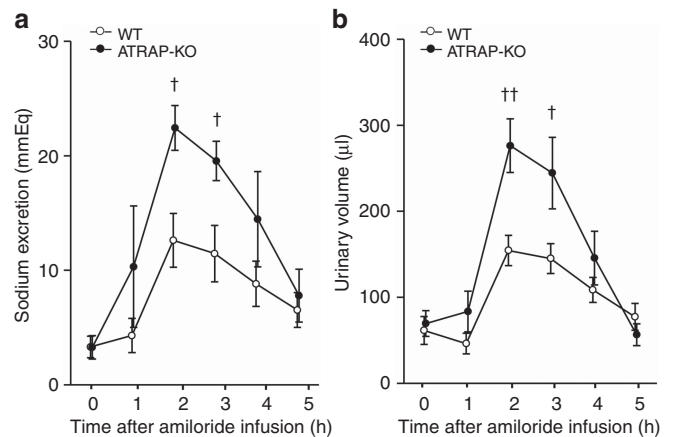 a
WT
ATRAP-KO
30
20
10
0
† †
Sodium excretion (mmEq)
0 1 2 3 4 5
Time after amiloride infusion (h)
b
WT
ATRAP-KO
400
300
200
100
0
†† †
Urinary volume (µl)
0 1 2 3 4 5
Time after amiloride infusion (h)